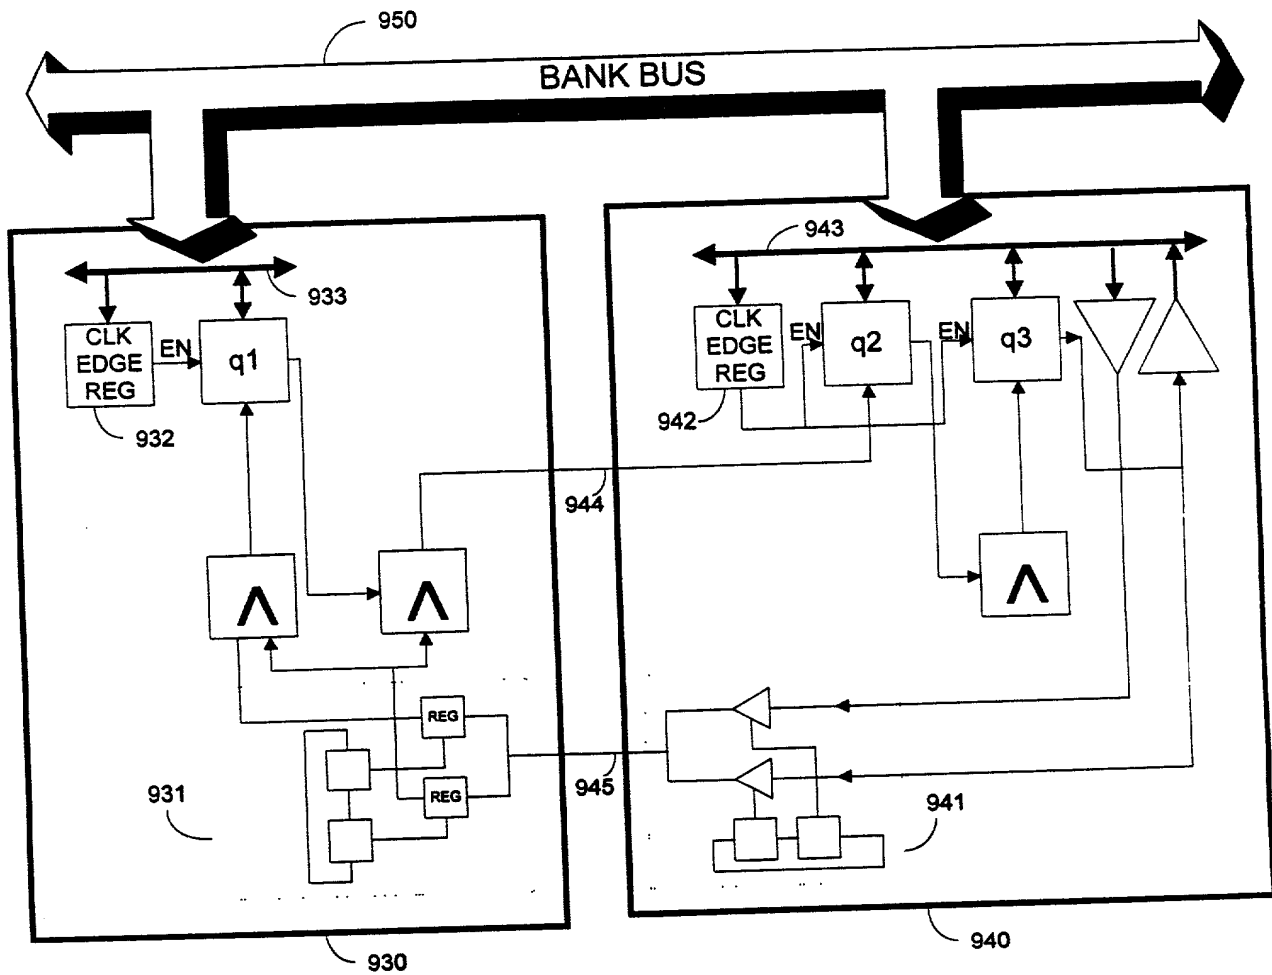 950
BANK BUS
943
933
CLK
EDGE
REG
EN
q1
932
CLK
EDGE
REG
EN
q2
EN
q3
942
944
Λ
Λ
Λ
REG
REG
945
931
941
930
940